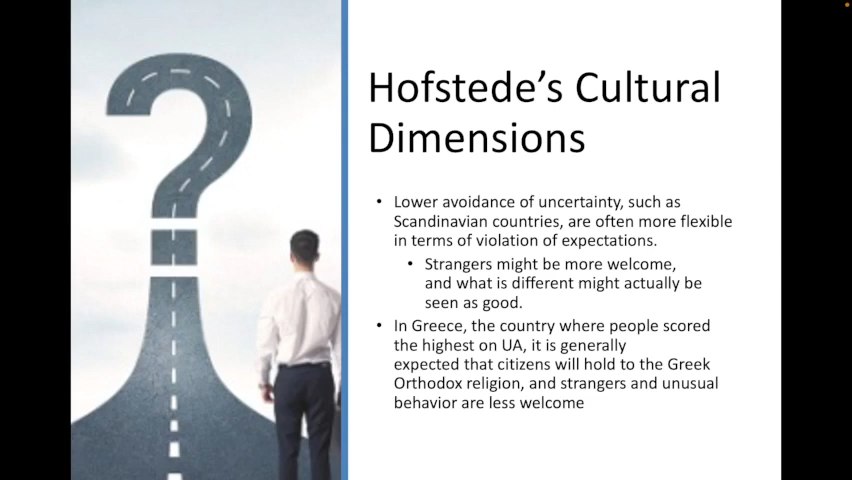 Hofstede’s Cultural
Dimensions
• Lower avoidance of uncertainty, such as
Scandinavian countries, are often more flexible
in terms of violation of expectations.
• Strangers might be more welcome,
and what is different might actually be
seen as good.
• In Greece, the country where people scored
the highest on UA, it is generally
expected that citizens will hold to the Greek
Orthodox religion, and strangers and unusual
behavior are less welcome